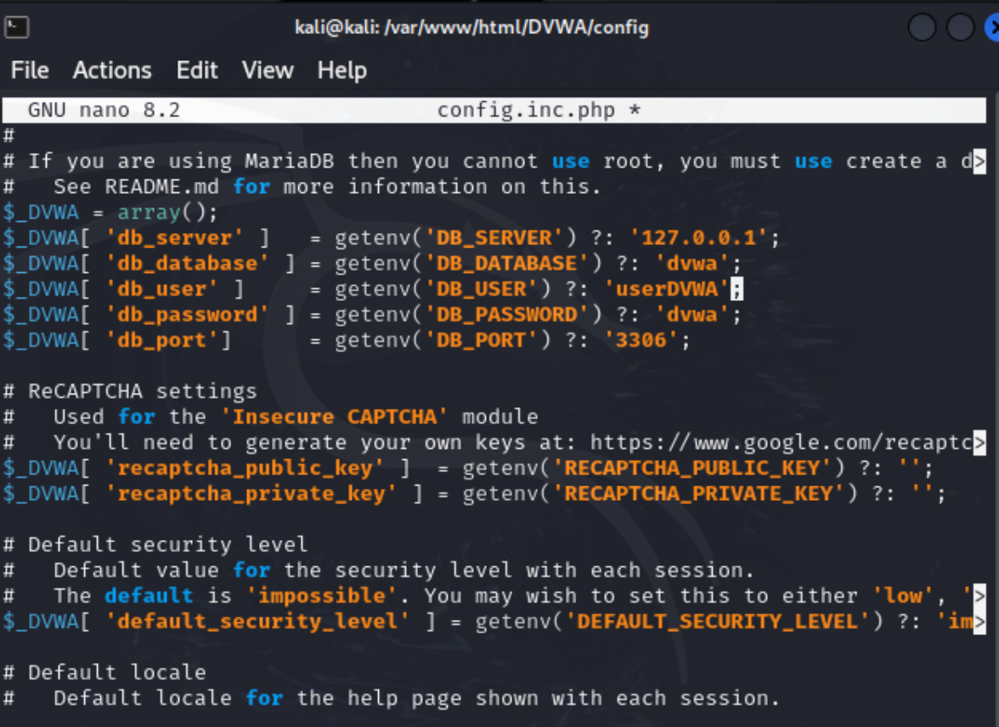 kali@kali: /var/www/html/DVWA/config
File Actions Edit View Help
GNU nano 8.2 config.inc.php *
#
# If you are using MariaDB then you cannot use root, you must use create a d>
#   See README.md for more information on this.
$_DVWA = array();
$_DVWA[ 'db_server' ]   = getenv('DB_SERVER') ?: '127.0.0.1';
$_DVWA[ 'db_database' ] = getenv('DB_DATABASE') ?: 'dvwa';
$_DVWA[ 'db_user' ]     = getenv('DB_USER') ?: 'userDVWA';
$_DVWA[ 'db_password' ] = getenv('DB_PASSWORD') ?: 'dvwa';
$_DVWA[ 'db_port']      = getenv('DB_PORT') ?: '3306';
# ReCAPTCHA settings
#   Used for the 'Insecure CAPTCHA' module
#   You'll need to generate your own keys at: https://www.google.com/recaptc>
$_DVWA[ 'recaptcha_public_key' ]  = getenv('RECAPTCHA_PUBLIC_KEY') ?: '';
$_DVWA[ 'recaptcha_private_key' ] = getenv('RECAPTCHA_PRIVATE_KEY') ?: '';
# Default security level
#   Default value for the security level with each session.
#   The default is 'impossible'. You may wish to set this to either 'low', '>
$_DVWA[ 'default_security_level' ] = getenv('DEFAULT_SECURITY_LEVEL') ?: 'im>
# Default locale
#   Default locale for the help page shown with each session.